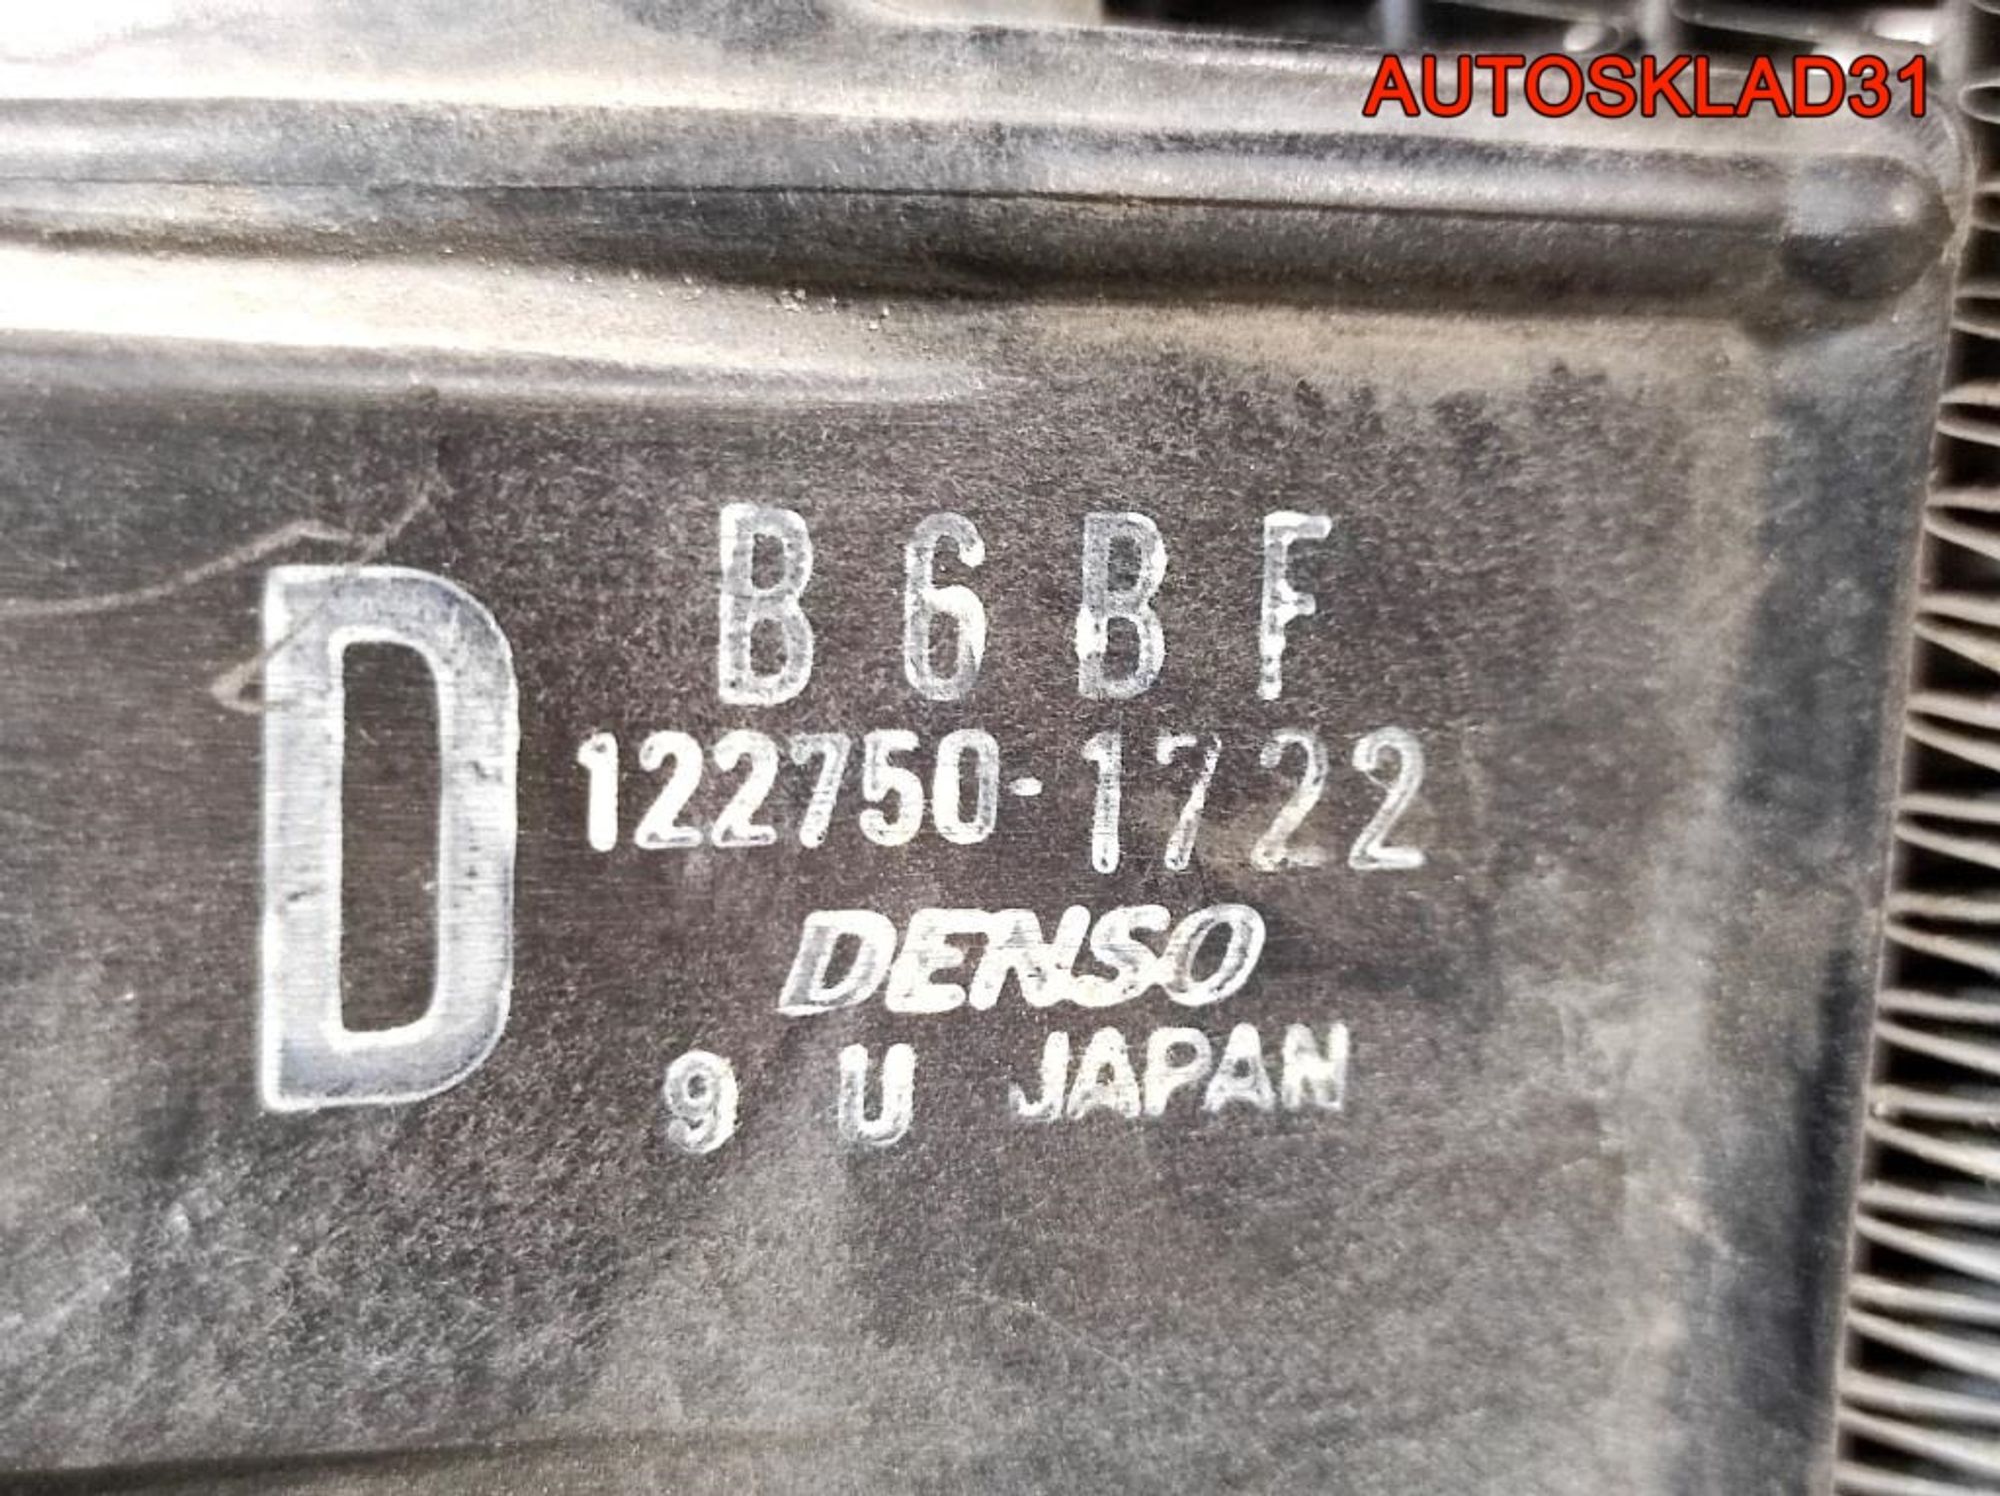 AUTOSKLAD31
D
B6BF
122750-1722
DENSO
9 U JAPAN